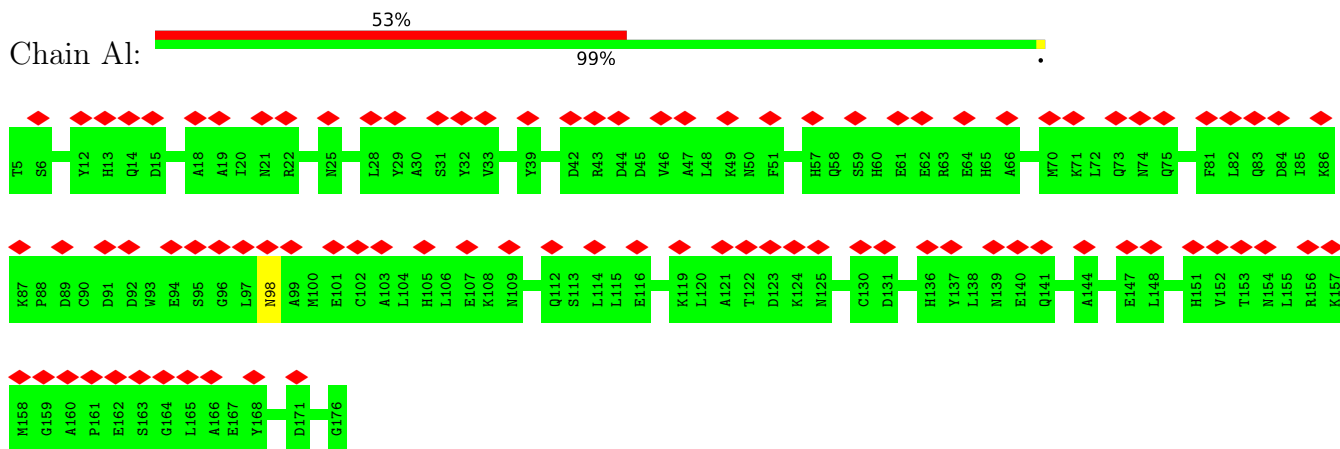 53%
Chain Al:
99% .
T5 S6 Y12 H13 Q14 D15 A18 A19 I20 N21 R22 N25 L28 Y29 A30 S31 Y32 V33 Y39 D42 R43 D44 D45 V46 A47 L48 K49 N50 F51 H57 Q58 S59 H60 E61 E62 R63 E64 H65 A66 M70 K71 L72 Q73 N74 Q75 F81 L82 Q83 D84 I85 K86
K87 P88 D89 C90 D91 D92 W93 E94 S95 G96 L97 N98 A99 M100 E101 C102 A103 L104 H105 L106 E107 K108 N109 Q112 S113 L114 L115 E116 K119 L120 A121 T122 D123 K124 N125 C130 D131 H136 Y137 L138 N139 E140 Q141 A144 E147 L148 H151 V152 T153 N154 L155 R156 K157
M158 G159 A160 P161 E162 S163 G164 L165 A166 E167 Y168 D171 G176